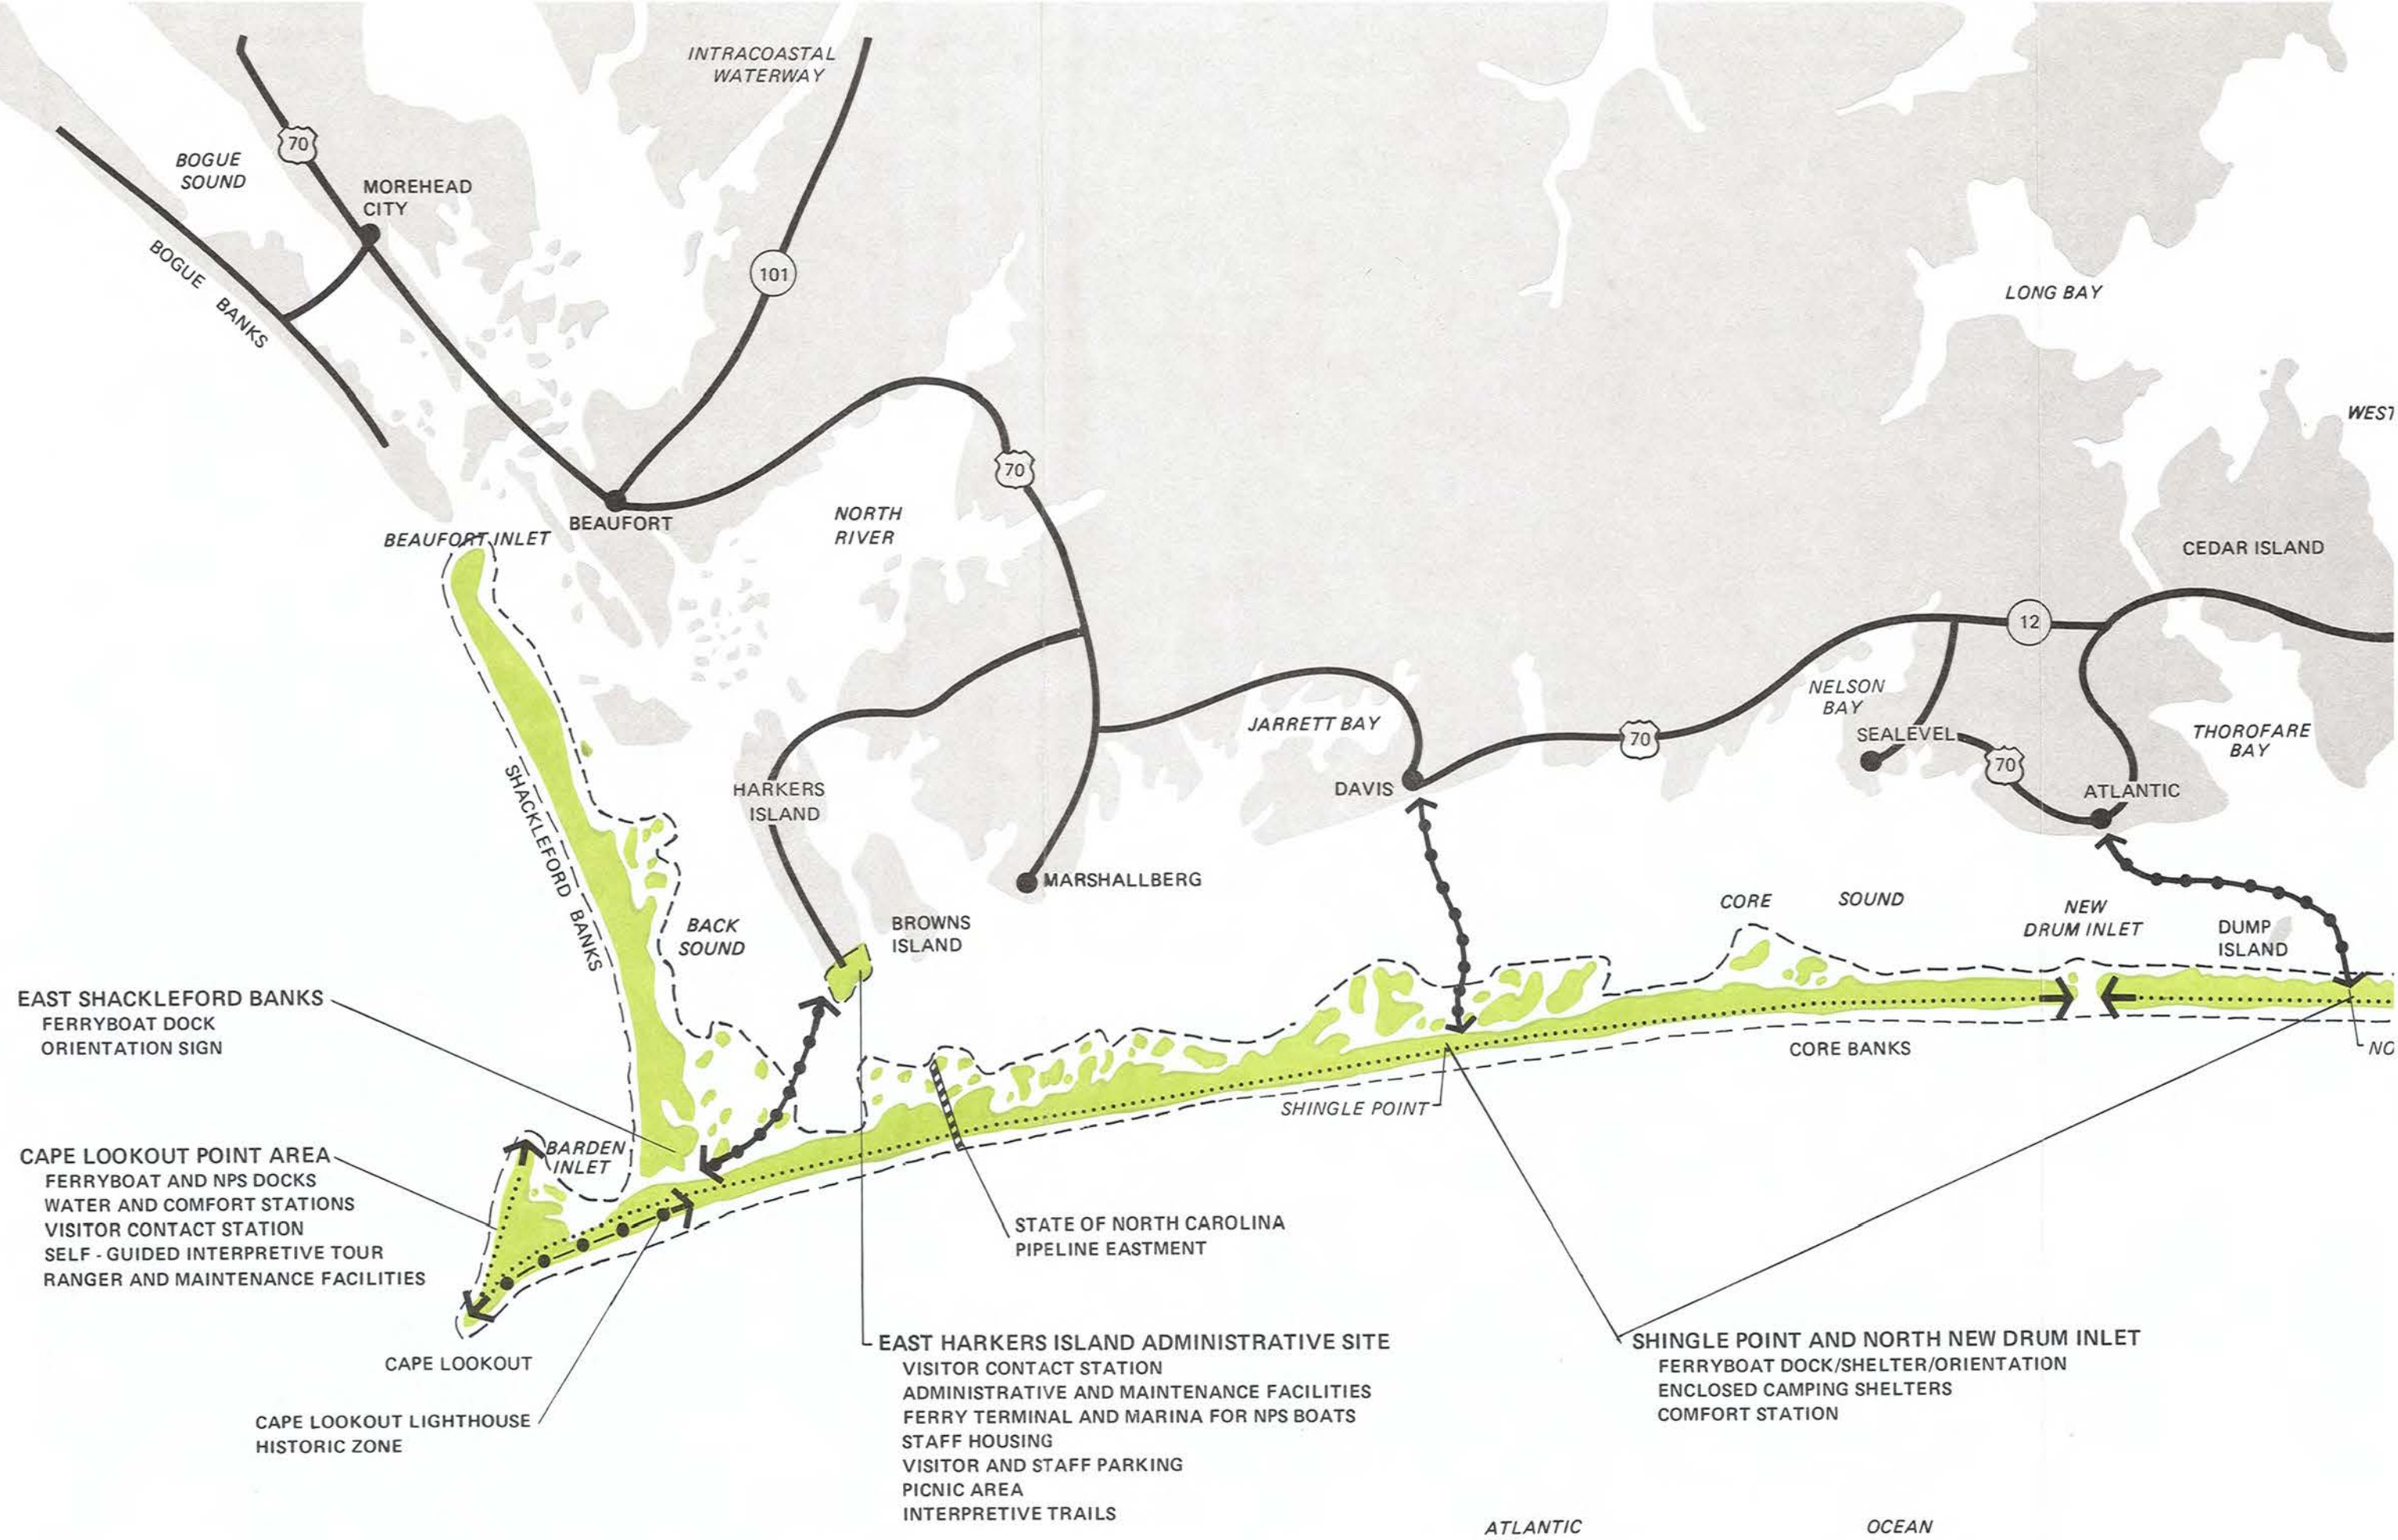 INTRACOASTAL
WATERWAY
70
BOGUE
SOUND
MOREHEAD
CITY
BOGUE BANKS
101
LONG BAY
WEST
70
NORTH
RIVER
BEAUFORT
BEAUFORT INLET
CEDAR ISLAND
12
NELSON
BAY
JARRETT BAY
70
SEALEVEL
THOROFARE
BAY
70
HARKERS
ISLAND
DAVIS
ATLANTIC
SHACKLEFORD BANKS
MARSHALLBERG
CORE SOUND
NEW
DRUM INLET
BACK
SOUND
BROWNS
ISLAND
DUMP
ISLAND
EAST SHACKLEFORD BANKS
FERRYBOAT DOCK
ORIENTATION SIGN
CORE BANKS
NO
SHINGLE POINT
BARDEN
INLET
CAPE LOOKOUT POINT AREA
FERRYBOAT AND NPS DOCKS
WATER AND COMFORT STATIONS
VISITOR CONTACT STATION
SELF - GUIDED INTERPRETIVE TOUR
RANGER AND MAINTENANCE FACILITIES
STATE OF NORTH CAROLINA
PIPELINE EASTMENT
CAPE LOOKOUT
CAPE LOOKOUT LIGHTHOUSE
HISTORIC ZONE
EAST HARKERS ISLAND ADMINISTRATIVE SITE
VISITOR CONTACT STATION
ADMINISTRATIVE AND MAINTENANCE FACILITIES
FERRY TERMINAL AND MARINA FOR NPS BOATS
STAFF HOUSING
VISITOR AND STAFF PARKING
PICNIC AREA
INTERPRETIVE TRAILS
SHINGLE POINT AND NORTH NEW DRUM INLET
FERRYBOAT DOCK/SHELTER/ORIENTATION
ENCLOSED CAMPING SHELTERS
COMFORT STATION
ATLANTIC OCEAN